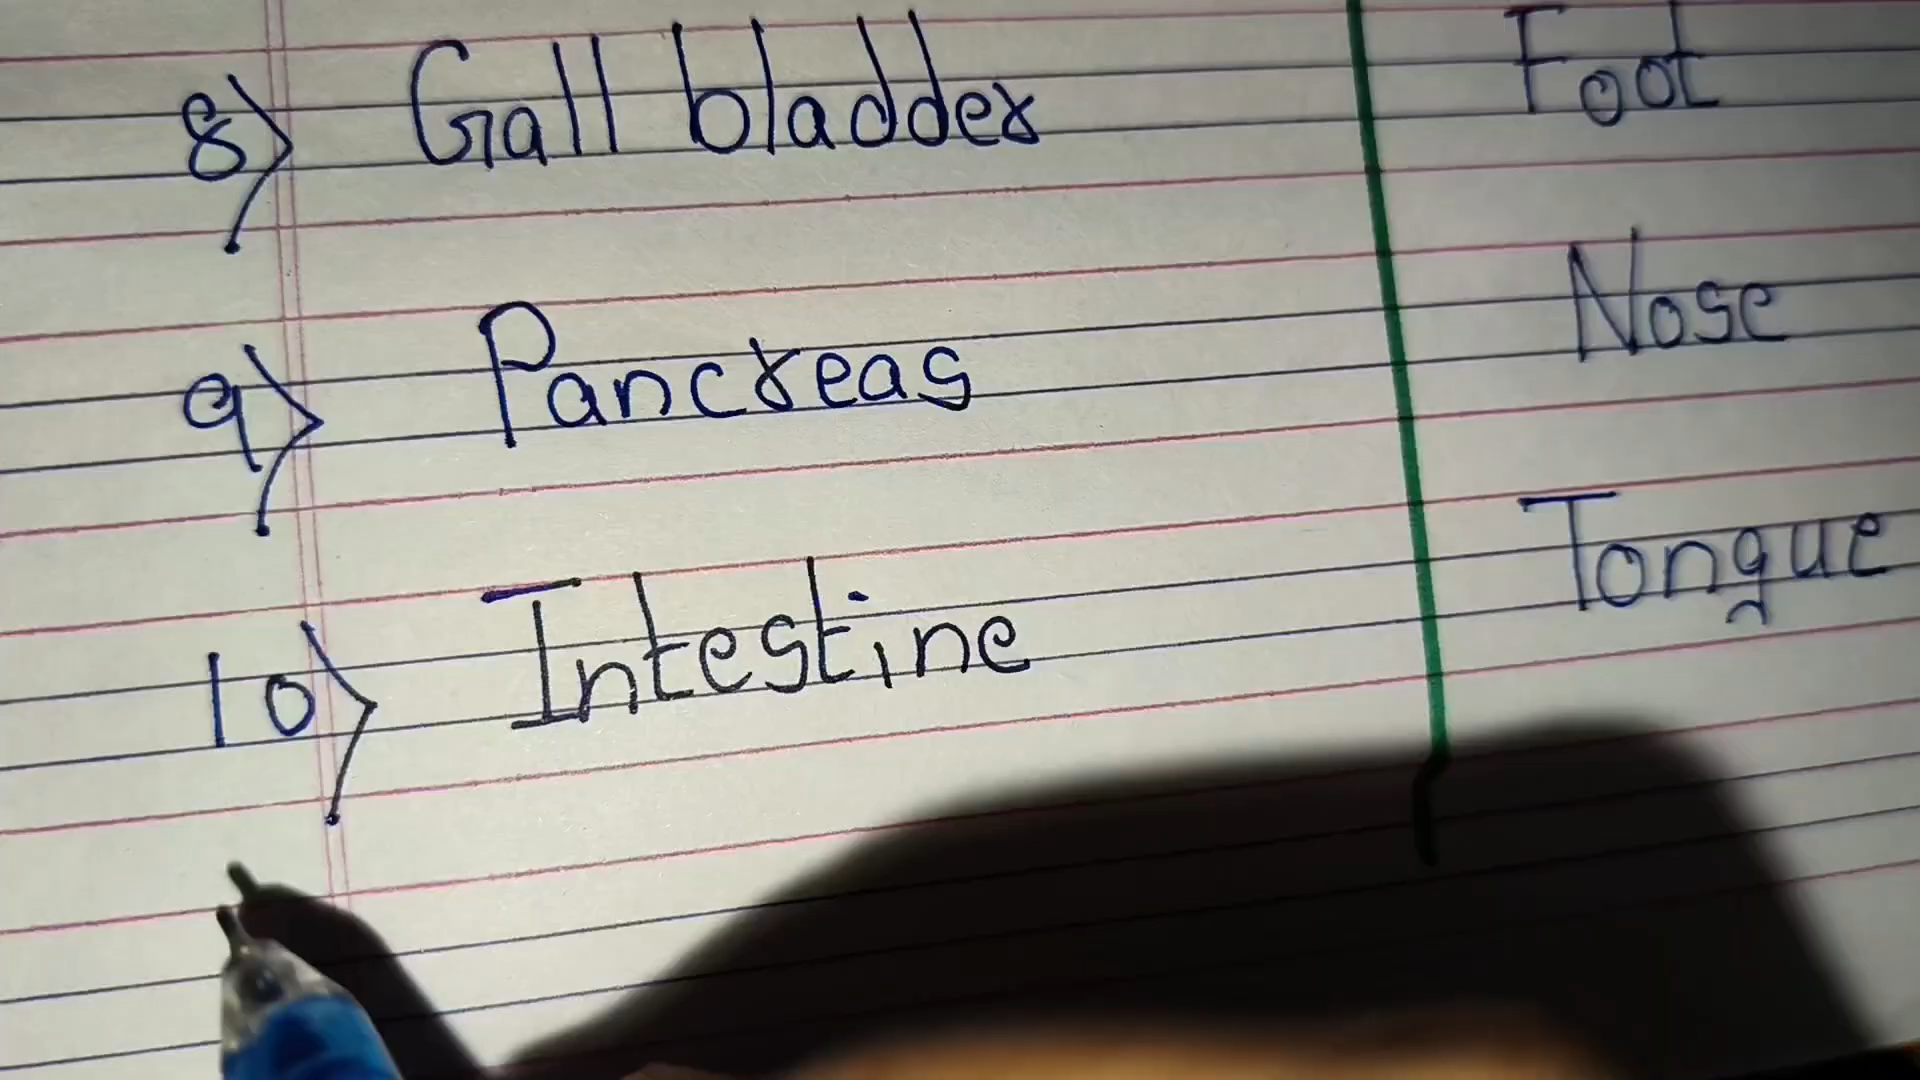 8) Gall bladder Foot
9) Pancreas Nose
10) Intestine Tongue